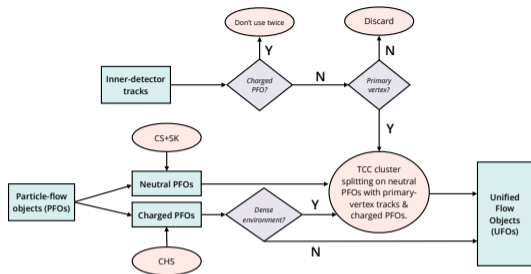 Don't use twice
Discard
Y
N
Inner-detector
tracks
Charged
PFO?
N
Primary
vertex?
Y
CS+SK
Particle-flow
objects (PFOs)
Neutral PFOs
Charged PFOs
CHS
Dense
environment?
Y
N
TCC cluster
splitting on neutral
PFOs with primary-
vertex tracks &
charged PFOs.
Unified
Flow
Objects
(UFOs)